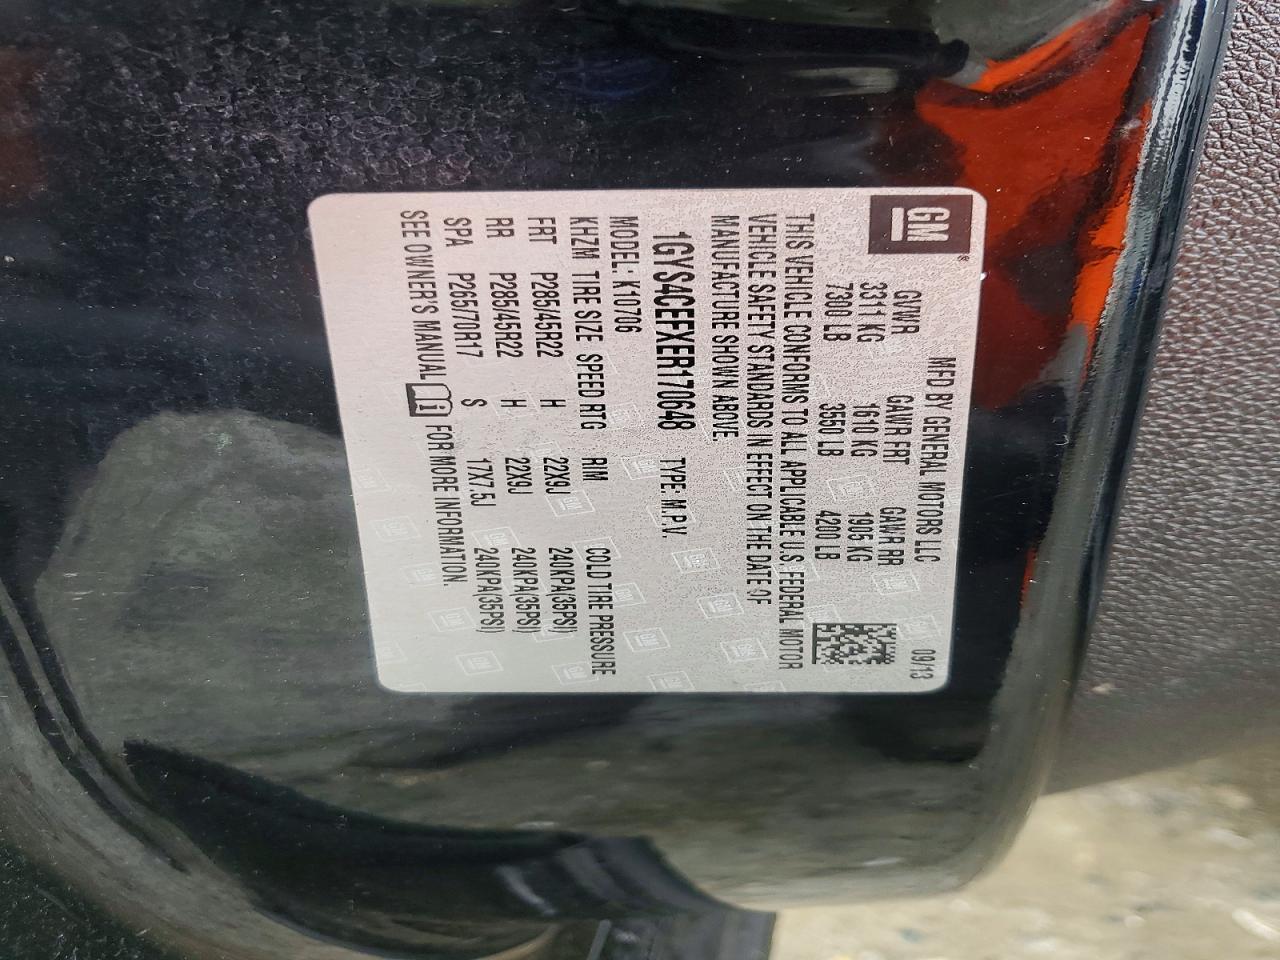 GM®
MFD BY GENERAL MOTORS LLC 09/13
GVWR GAWR FRT GAWR RR
3311 KG 1610 KG 1905 KG
7300 LB 3550 LB 4200 LB
THIS VEHICLE CONFORMS TO ALL APPLICABLE U.S FEDERAL MOTOR
VEHICLE SAFETY STANDARDS IN EFFECT ON THE DATE OF
MANUFACTURE SHOWN ABOVE.
1GYS4CEFXER170648 TYPE: M.P.V.
MODEL: K10706
KHZM TIRE SIZE SPEED RTG RIM COLD TIRE PRESSURE
FRT P285/45R22 H 22X9J 240KPA(35PSI)
RR P285/45R22 H 22X9J 240KPA(35PSI)
SPA P265/70R17 S 17X7.5J 240KPA(35PSI)
SEE OWNER'S MANUAL i FOR MORE INFORMATION.